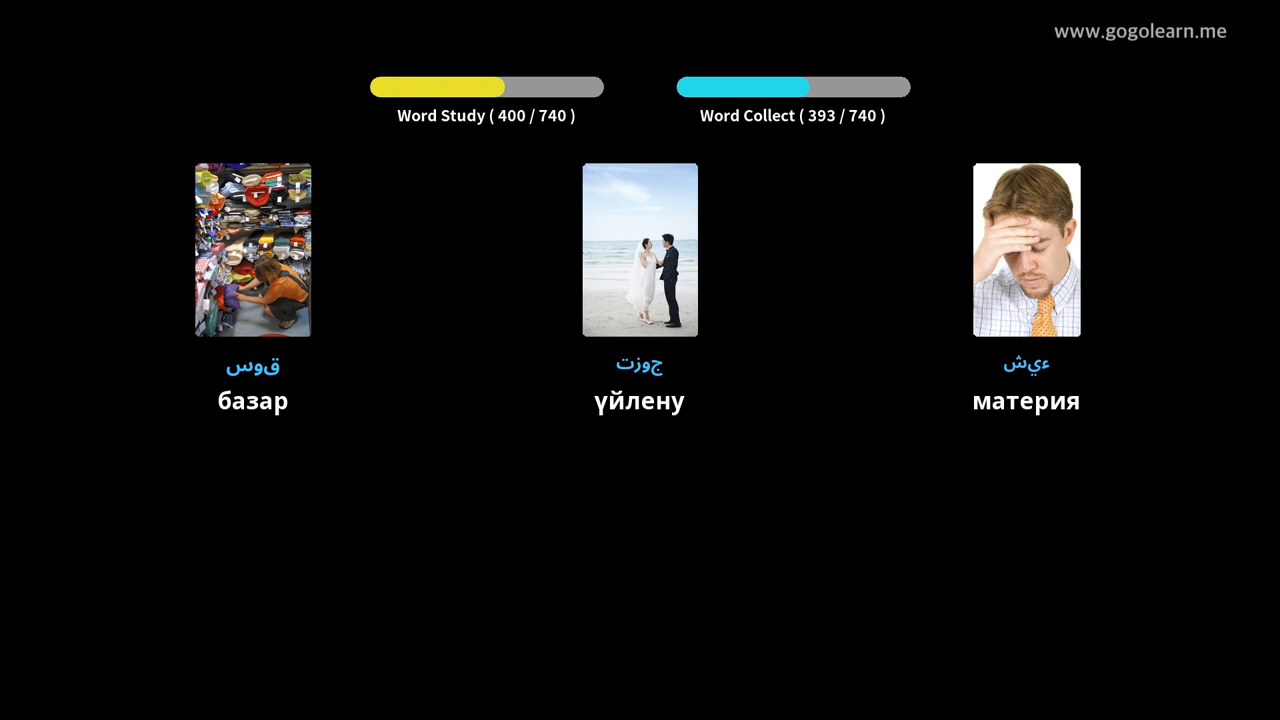 www.gogolearn.me
Word Study ( 400 / 740 )
Word Collect ( 393 / 740 )
قوس
جوزت
ءيش
базар
үйлену
материя